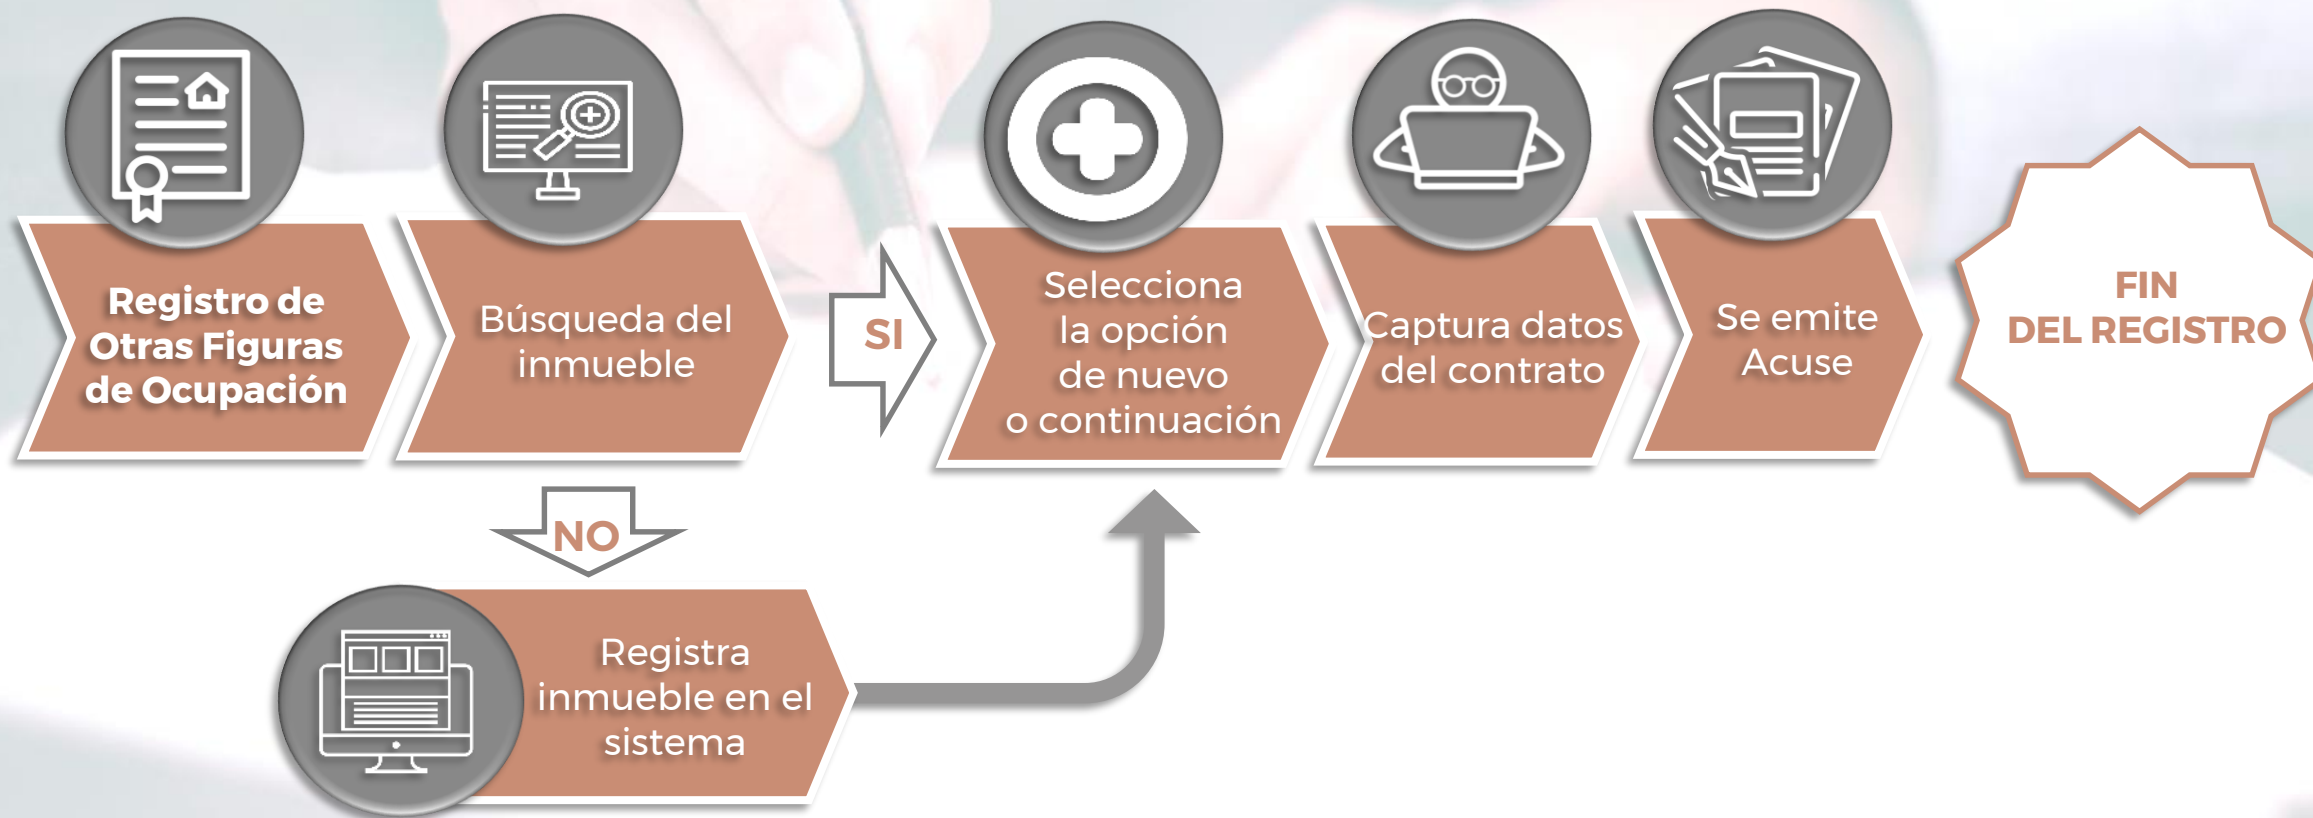 Registro de
Otras Figuras
de Ocupación
Búsqueda del
inmueble
SI
Selecciona
la opción
de nuevo
o continuación
Captura datos
del contrato
Se emite
Acuse
FIN
DEL REGISTRO
NO
Registra
inmueble en el
sistema